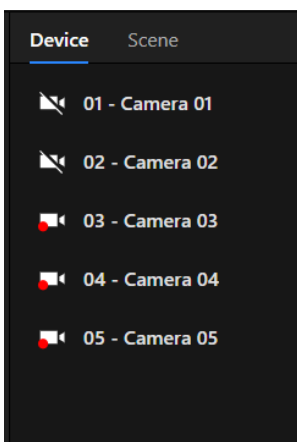 Device Scene
01 - Camera 01
02 - Camera 02
03 - Camera 03
04 - Camera 04
05 - Camera 05